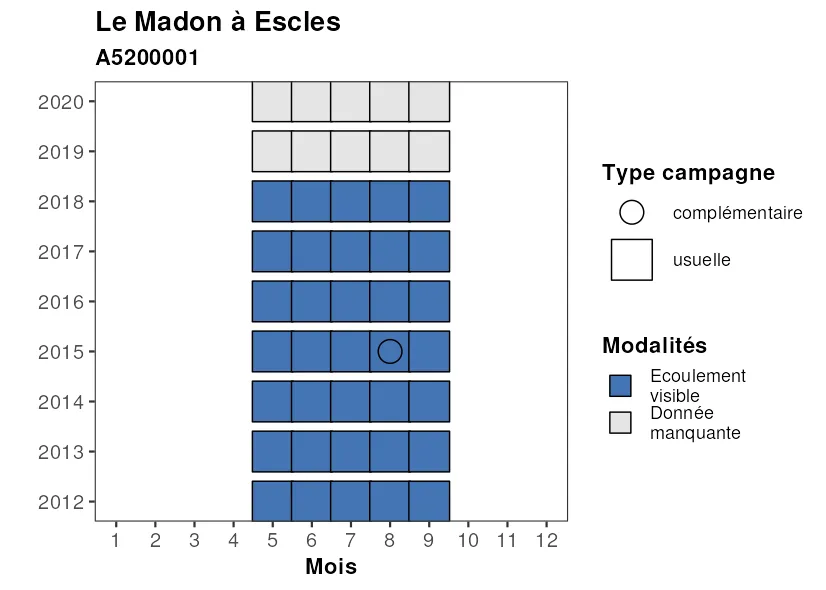 Le Madon à Escles
A5200001
2020
2019
2018
2017
2016
2015
2014
2013
2012
1 2 3 4 5 6 7 8 9 10 11 12
Mois
Type campagne
complémentaire
usuelle
Modalités
Ecoulement
visible
Donnée
manquante